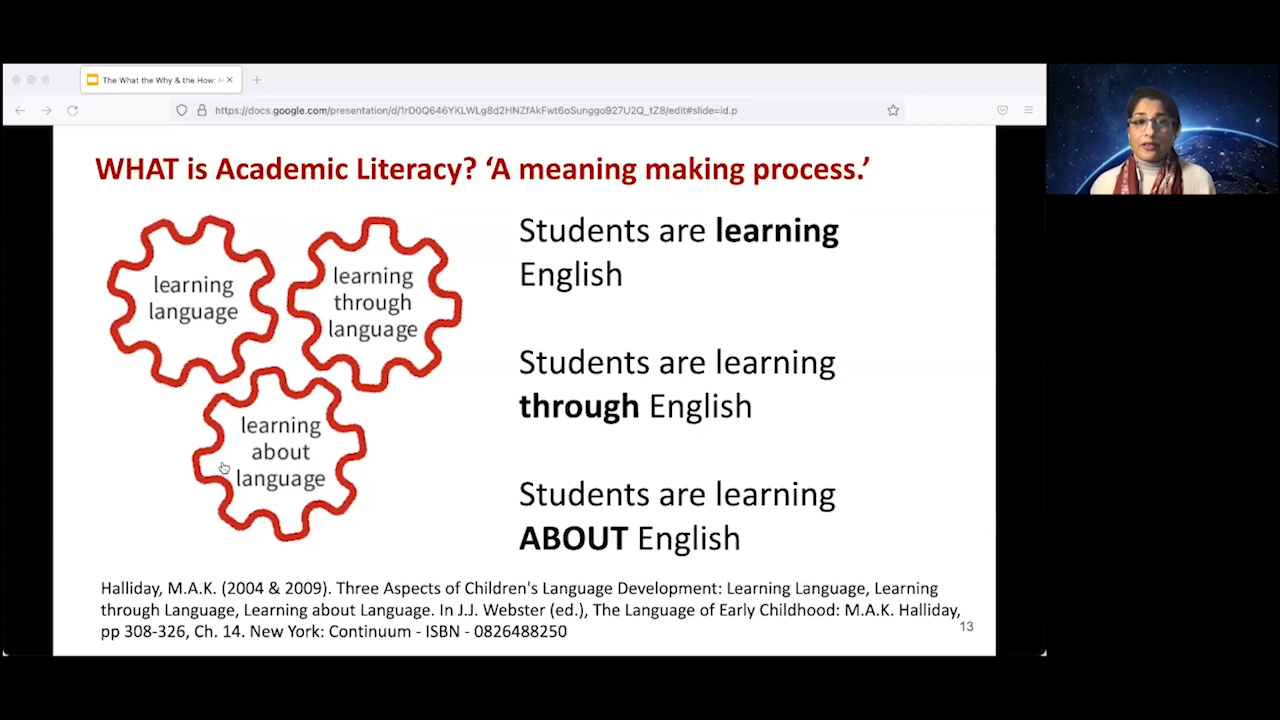 The What the Why & the How:
https://docs.google.com/presentation/d/1rD0Q646YKLWLg8d2HNZfAkFwt6oSunggo927U2Q_tZ8/edit#slide=id.p
WHAT is Academic Literacy? ‘A meaning making process.’
learning
language
learning
through
language
learning
about
language
Students are learning
English
Students are learning
through English
Students are learning
ABOUT English
Halliday, M.A.K. (2004 & 2009). Three Aspects of Children's Language Development: Learning Language, Learning
through Language, Learning about Language. In J.J. Webster (ed.), The Language of Early Childhood: M.A.K. Halliday,
pp 308-326, Ch. 14. New York: Continuum - ISBN - 0826488250
13